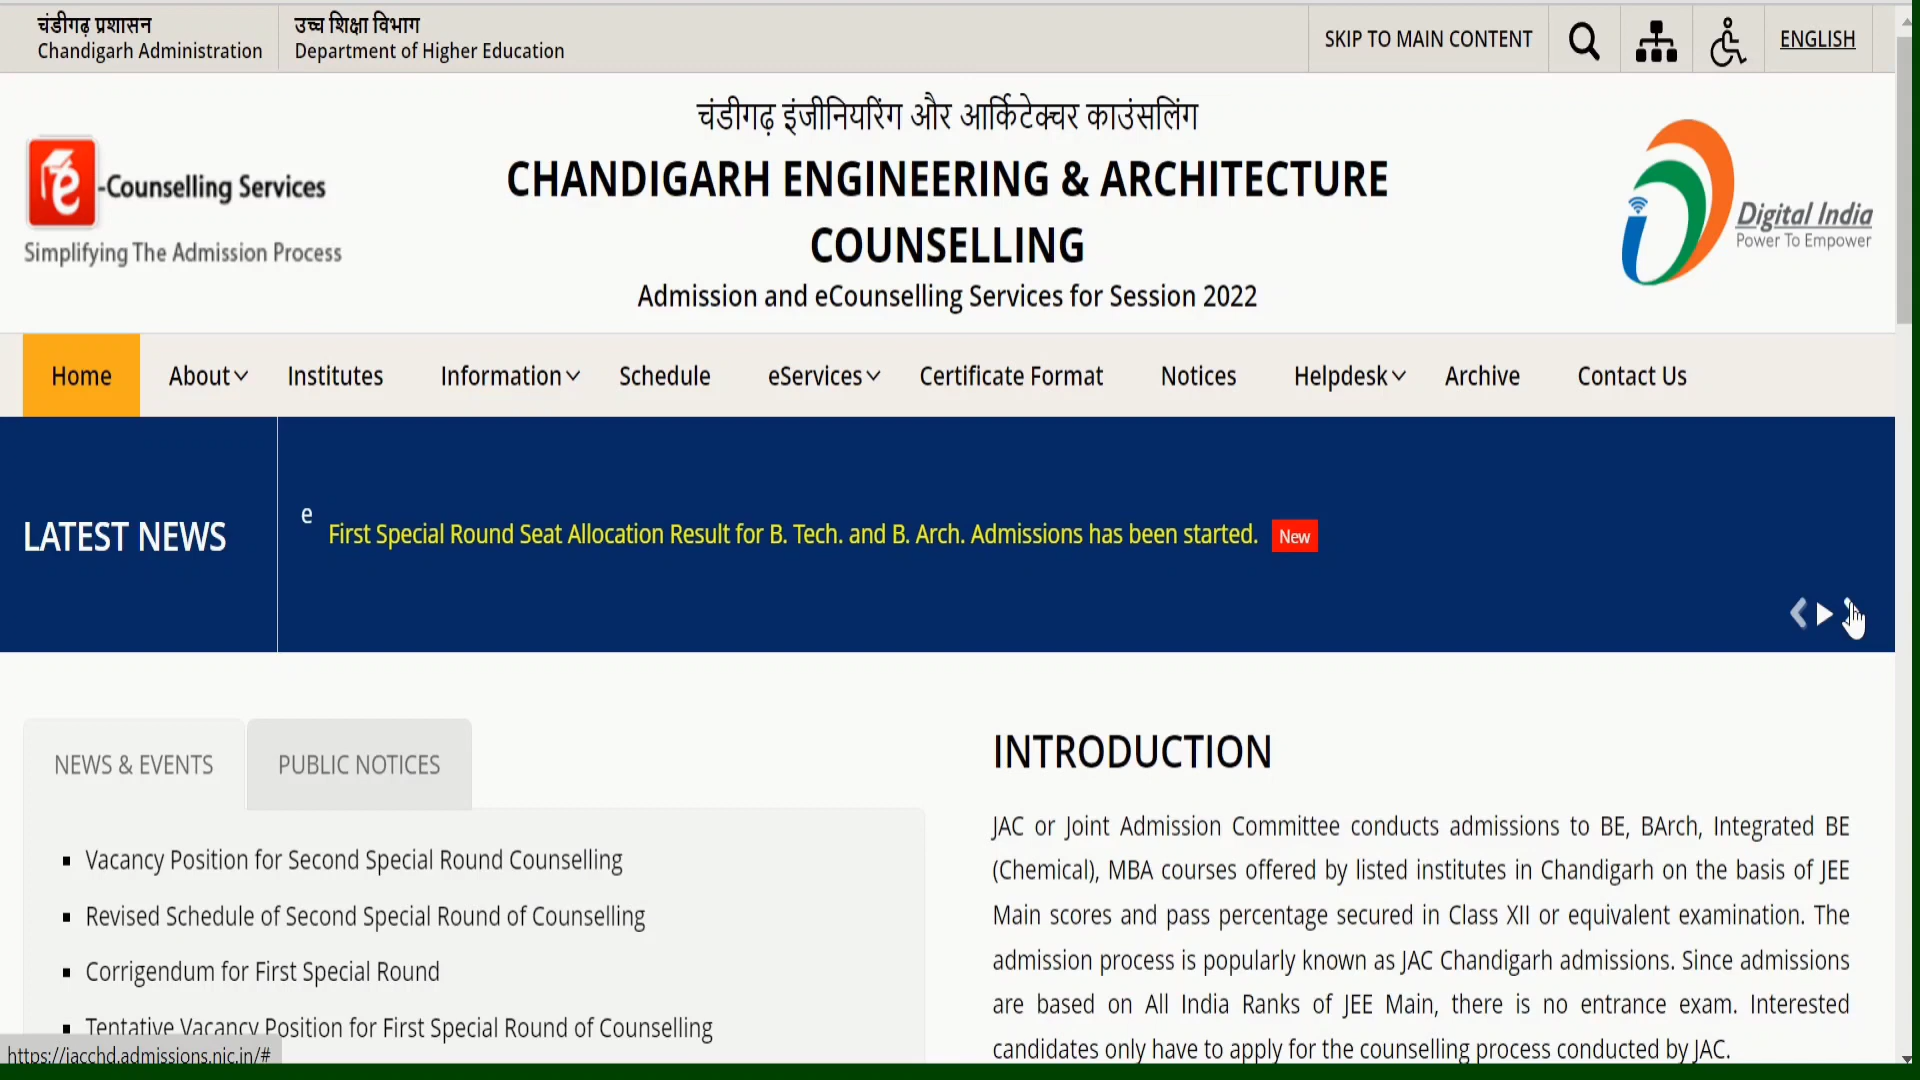 चंडीगढ़ प्रशासन
Chandigarh Administration
उच्च शिक्षा विभाग
Department of Higher Education
SKIP TO MAIN CONTENT
ENGLISH
चंडीगढ़ इंजीनियरिंग और आर्किटेक्चर काउंसलिंग
CHANDIGARH ENGINEERING & ARCHITECTURE
COUNSELLING
Admission and eCounselling Services for Session 2022
e-Counselling Services
Simplifying The Admission Process
Digital India
Power To Empower
Home About Institutes Information Schedule eServices Certificate Format Notices Helpdesk Archive Contact Us
LATEST NEWS
e
First Special Round Seat Allocation Result for B. Tech. and B. Arch. Admissions has been started. New
NEWS & EVENTS
PUBLIC NOTICES
Vacancy Position for Second Special Round Counselling
Revised Schedule of Second Special Round of Counselling
Corrigendum for First Special Round
Tentative Vacancy Position for First Special Round of Counselling
INTRODUCTION
JAC or Joint Admission Committee conducts admissions to BE, BArch, Integrated BE
(Chemical), MBA courses offered by listed institutes in Chandigarh on the basis of JEE
Main scores and pass percentage secured in Class XII or equivalent examination. The
admission process is popularly known as JAC Chandigarh admissions. Since admissions
are based on All India Ranks of JEE Main, there is no entrance exam. Interested
candidates only have to apply for the counselling process conducted by JAC.
https://jacchd.admissions.nic.in/#